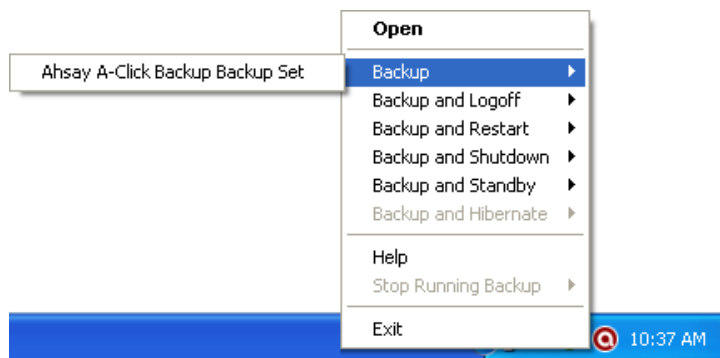 Open
Ahsay A-Click Backup Backup Set
Backup
Backup and Logoff
Backup and Restart
Backup and Shutdown
Backup and Standby
Backup and Hibernate
Help
Stop Running Backup
Exit
10:37 AM